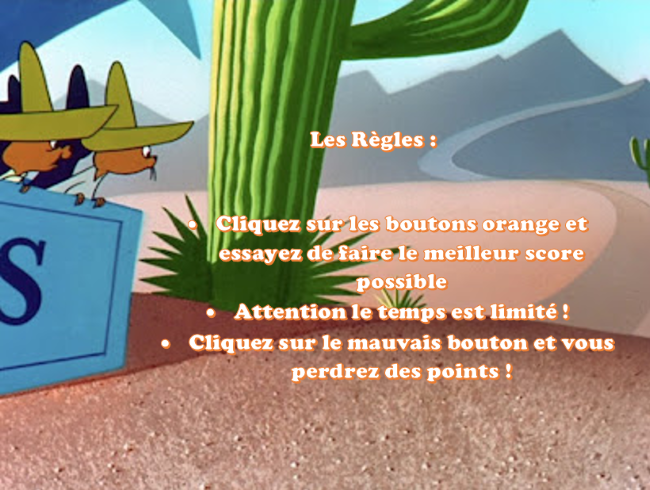 Les Règles :
• Cliquez sur les boutons orange et
essayez de faire le meilleur score
possible
• Attention le temps est limité !
• Cliquez sur le mauvais bouton et vous
perdrez des points !
S